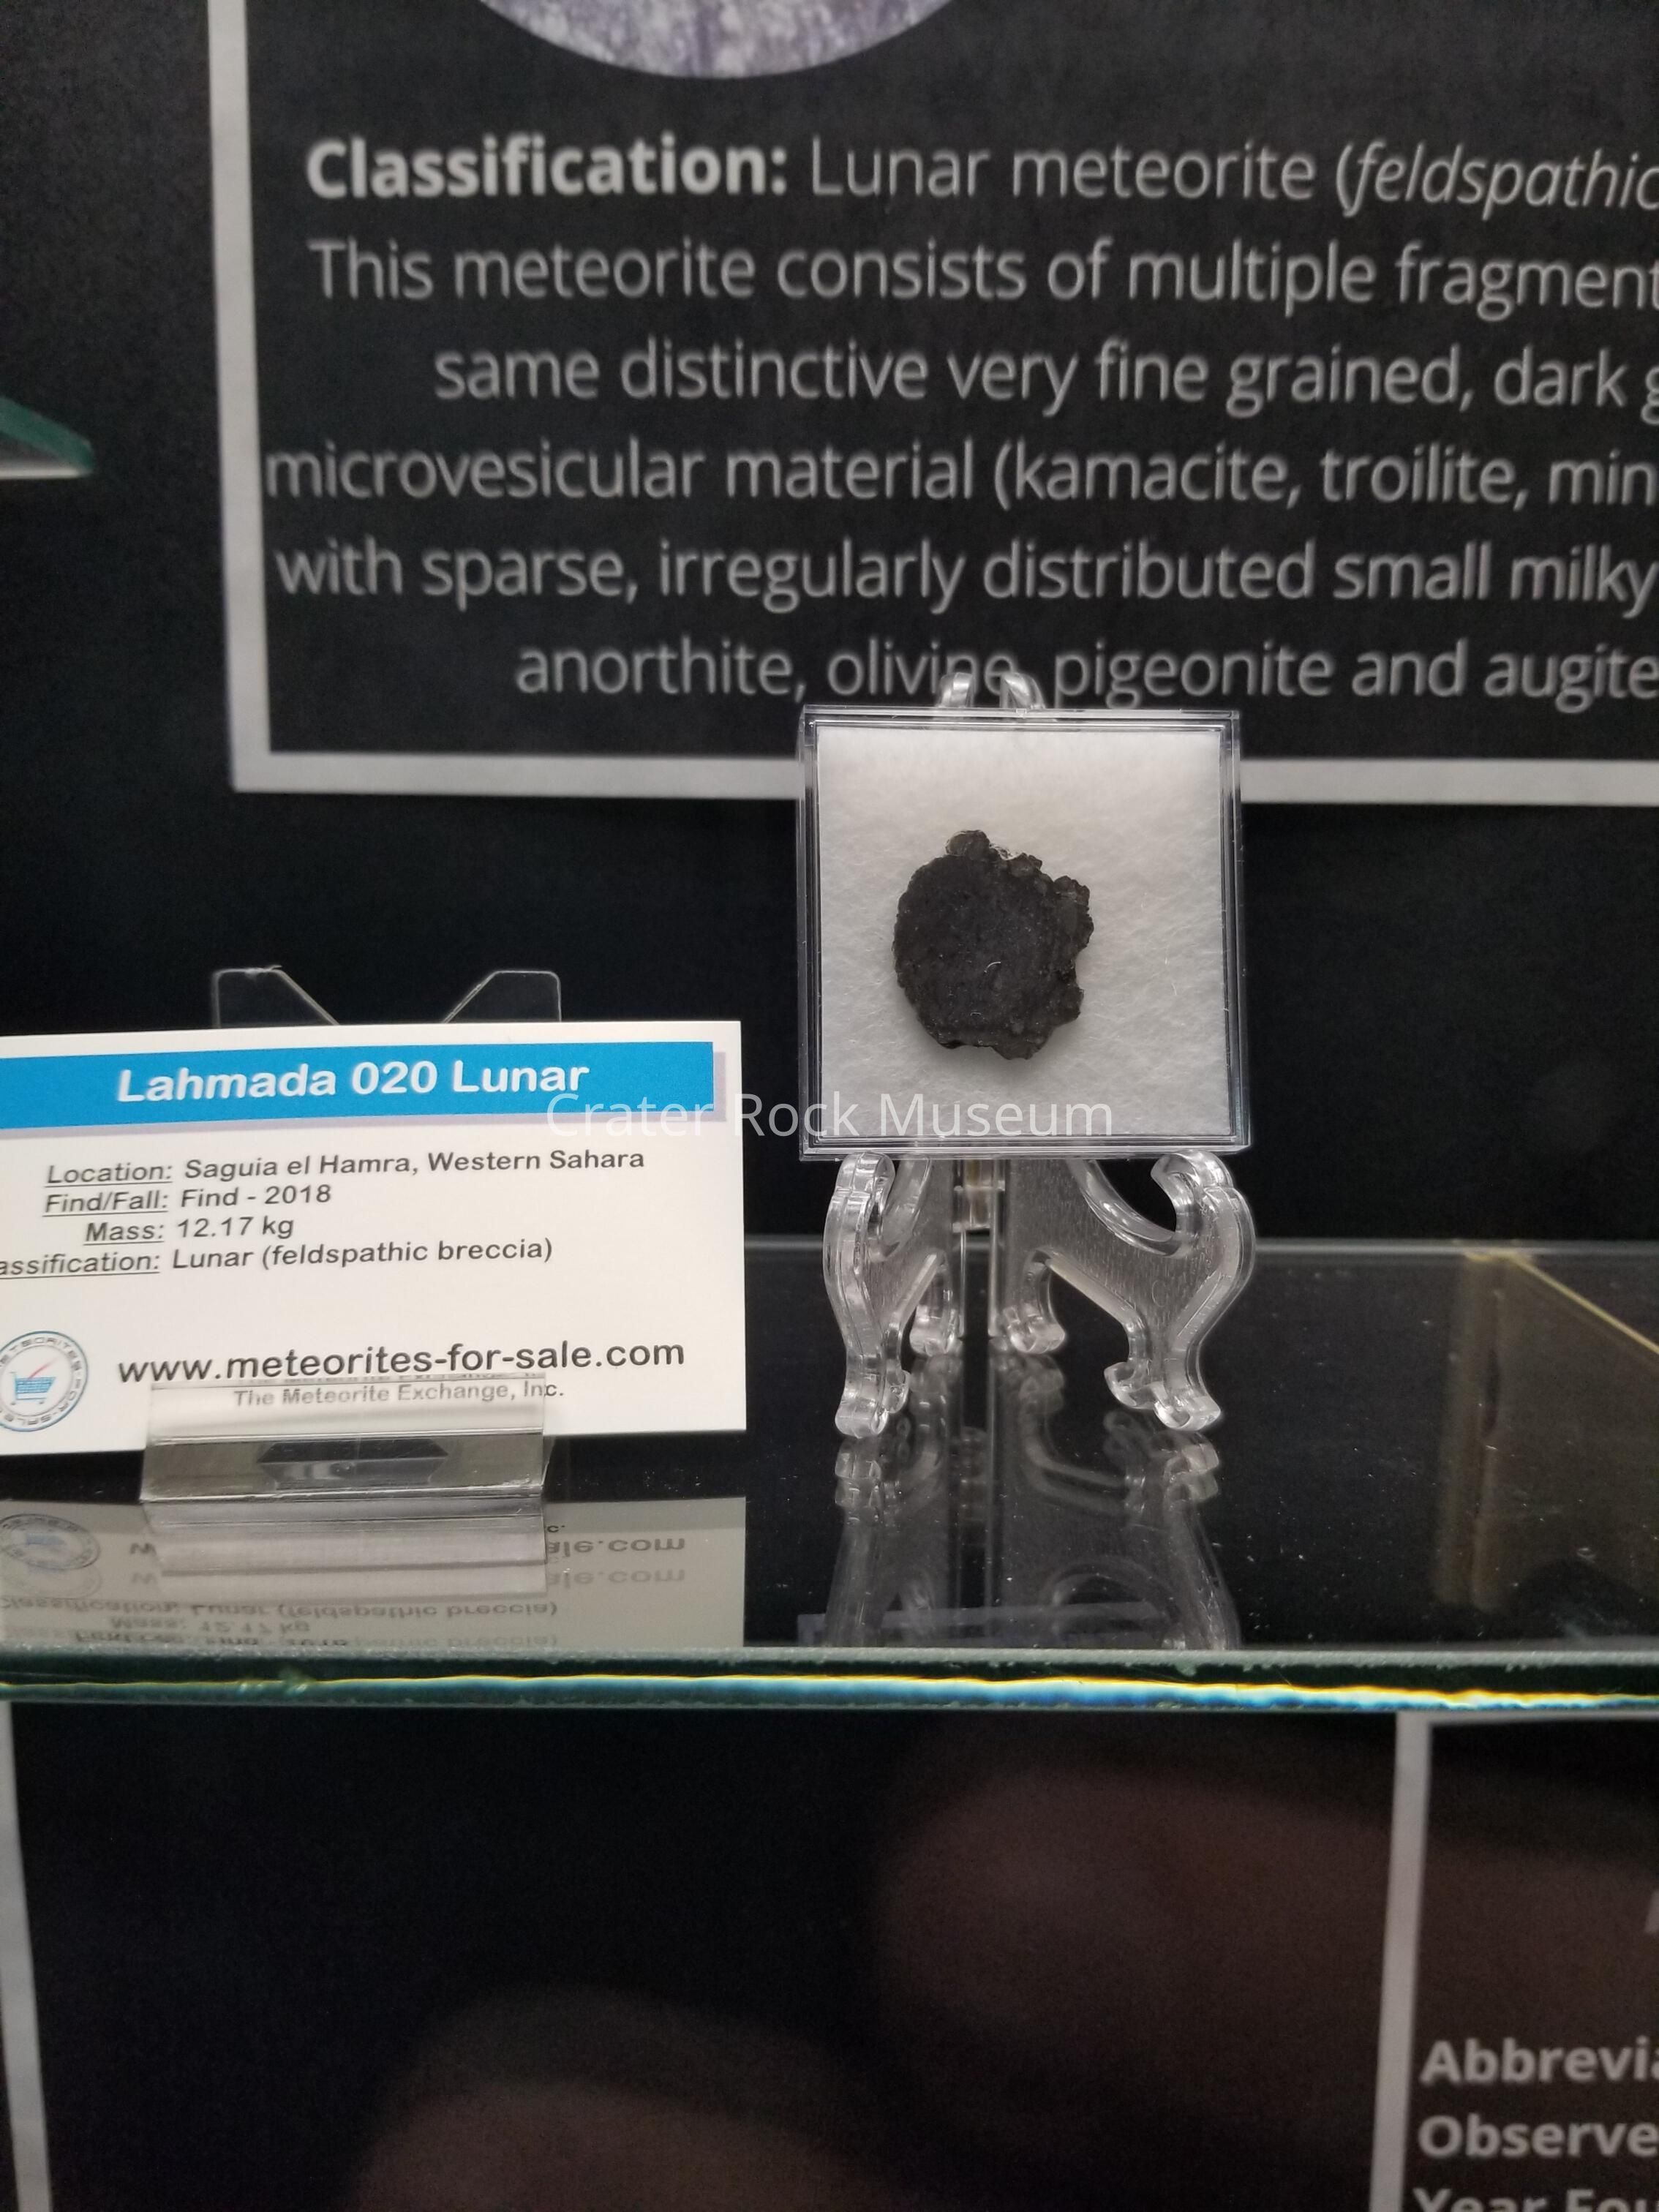 Classification: Lunar meteorite (feldspathic
This meteorite consists of multiple fragment
same distinctive very fine grained, dark g
microvesicular material (kamacite, troilite, min
with sparse, irregularly distributed small milky
anorthite, olivine, pigeonite and augite
Lahmada 020 Lunar
Crater Rock Museum
Location: Saguia el Hamra, Western Sahara
Find/Fall: Find - 2018
Mass: 12.17 kg
assification: Lunar (feldspathic breccia)
www.meteorites-for-sale.com
The Meteorite Exchange, Inc.
Abbrevia
Observe
Year Fou